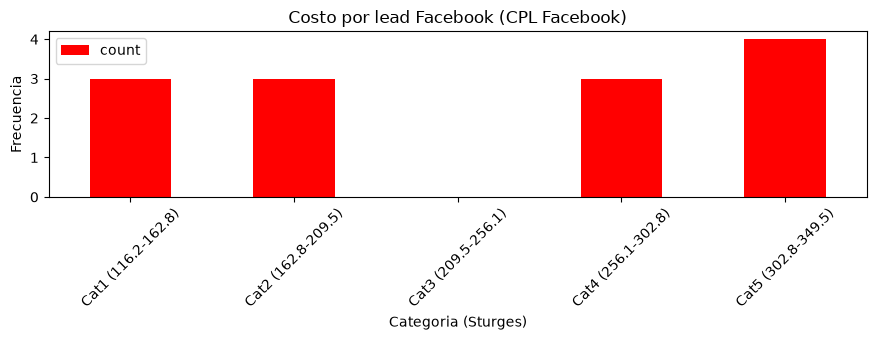 Costo por lead Facebook (CPL Facebook)
count
Frecuencia
4
3
2
1
0
Cat1 (116.2-162.8)
Cat2 (162.8-209.5)
Cat3 (209.5-256.1)
Cat4 (256.1-302.8)
Cat5 (302.8-349.5)
Categoria (Sturges)